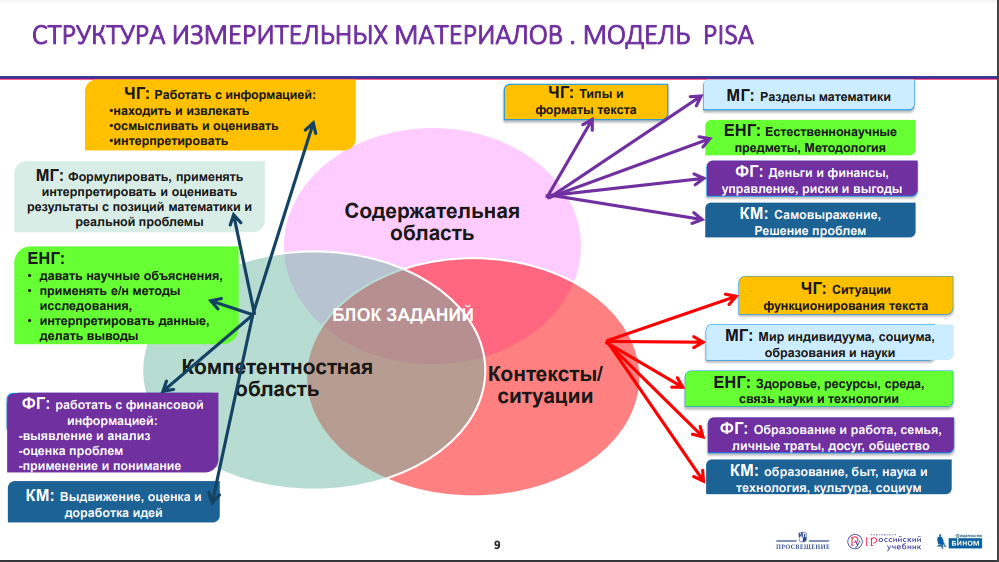 СТРУКТУРА ИЗМЕРИТЕЛЬНЫХ МАТЕРИАЛОВ . МОДЕЛЬ PISA
ЧГ: Работать с информацией:
•находить и извлекать
•осмысливать и оценивать
•интерпретировать
МГ: Формулировать, применять
интерпретировать и оценивать
результаты с позиций математики и
реальной проблемы
ЕНГ:
• давать научные объяснения,
• применять е/н методы
исследования,
• интерпретировать данные,
делать выводы
ФГ: работать с финансовой
информацией:
-выявление и анализ
-оценка проблем
-применение и понимание
КМ: Выдвижение, оценка и
доработка идей
Содержательная
область
БЛОК ЗАДАНИЙ
Компетентностная
область
Контексты/
ситуации
ЧГ: Типы и
форматы текста
МГ: Разделы математики
ЕНГ: Естественнонаучные
предметы, Методология
ФГ: Деньги и финансы,
управление, риски и выгоды
КМ: Самовыражение,
Решение проблем
ЧГ: Ситуации
функционирования текста
МГ: Мир индивидуума, социума,
образования и науки
ЕНГ: Здоровье, ресурсы, среда,
связь науки и технологии
ФГ: Образование и работа, семья,
личные траты, досуг, общество
КМ: образование, быт, наука и
технология, культура, социум
9
ПРОСВЕЩЕНИЕ
российский
учебник
БИНОМ